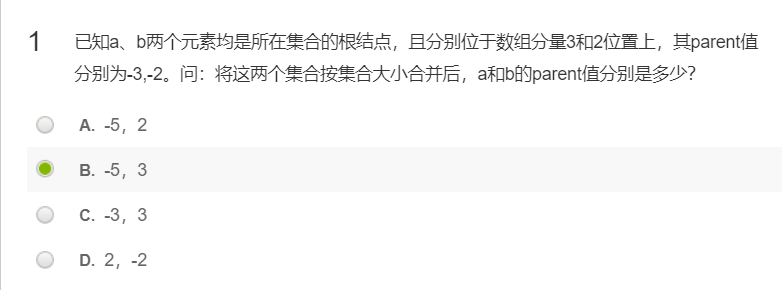 1 已知a、b两个元素均是所在集合的根结点，且分别位于数组分量3和2位置上，其parent值
分别为-3,-2。问：将这两个集合按集合大小合并后，a和b的parent值分别是多少？
A. -5，2
B. -5，3
C. -3，3
D. 2，-2